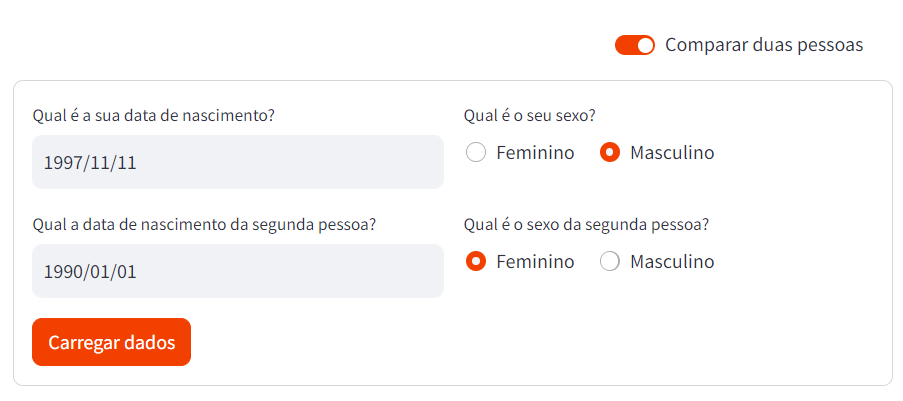 Comparar duas pessoas
Qual é a sua data de nascimento?
Qual é o seu sexo?
1997/11/11
Feminino
Masculino
Qual a data de nascimento da segunda pessoa?
Qual é o sexo da segunda pessoa?
1990/01/01
Feminino
Masculino
Carregar dados